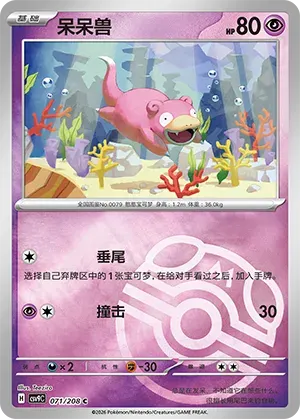 基础
呆呆兽
HP 80
全国图鉴No.0079 憨憨宝可梦 身高：1.2m 体重：36.0kg
垂尾
选择自己弃牌区中的1张宝可梦，在给对手看过之后，加入手牌。
撞击 30
弱点 ×2 抵抗力 -30 撤退
Illus. Teeziro
CSV9C 071/208 C
©2026 Pokémon/Nintendo/Creatures/GAME FREAK